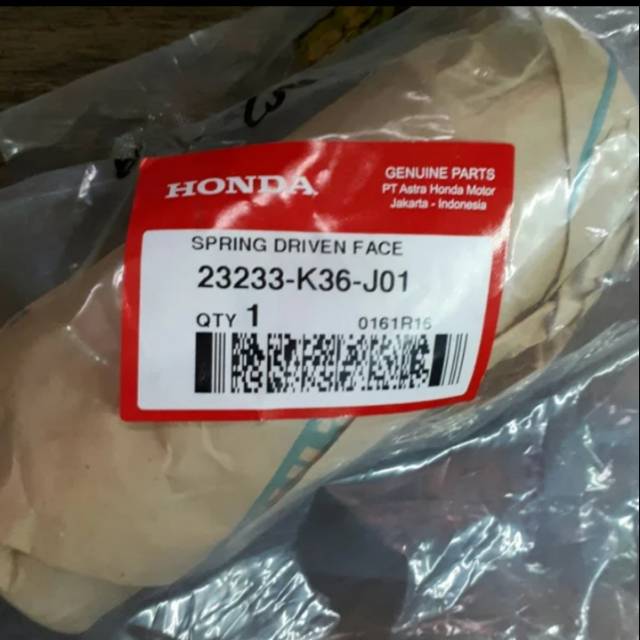 HONDA
GENUINE PARTS
PT Astra Honda Motor
Jakarta - Indonesia
SPRING DRIVEN FACE
23233-K36-J01
QTY 1
0161R16